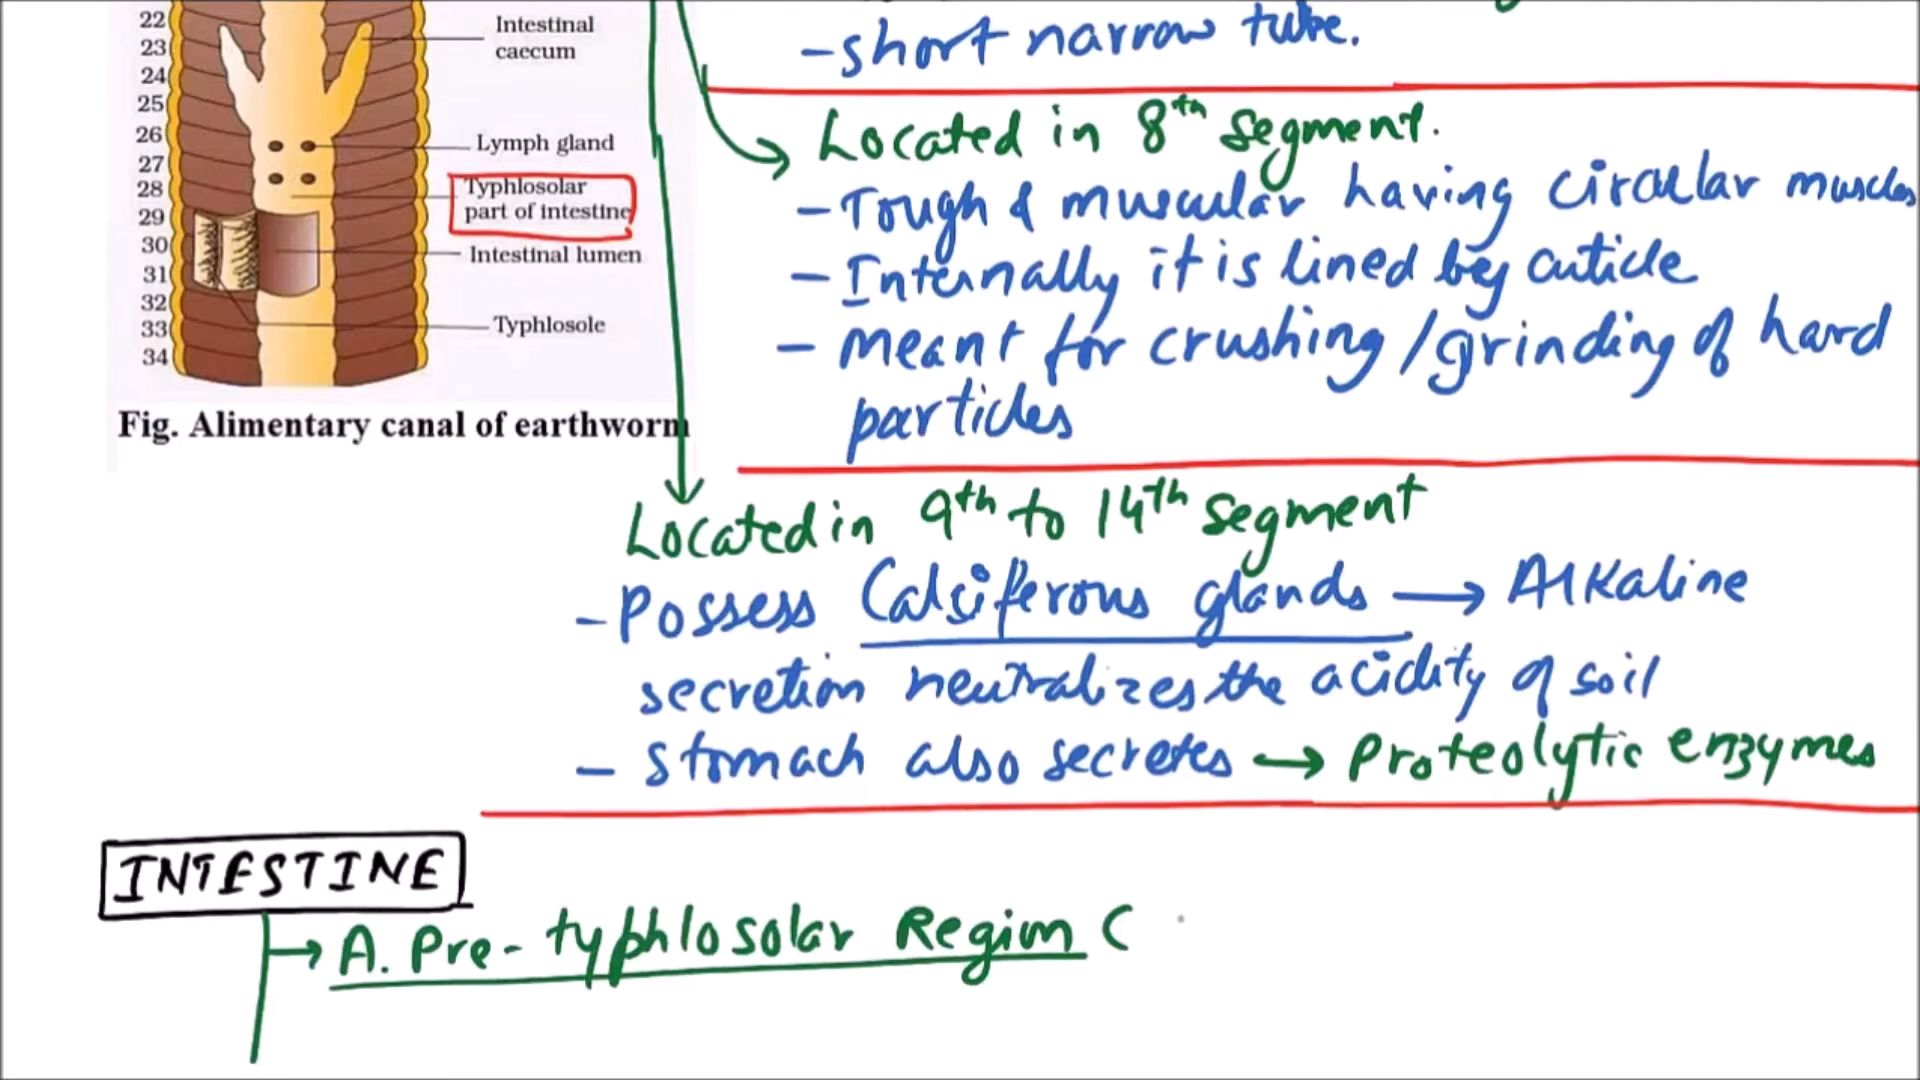 22
23
24
25
26
27
28
29
30
31
32
33
34
Intestinal
caecum
Lymph gland
Typhlosolar
part of intestine
Intestinal lumen
Typhlosole
Fig. Alimentary canal of earthworm
- short narrow tube.
Located in 8th segment.
- Tough & muscular having circular muscles
- Internally it is lined by cuticle
- meant for crushing / grinding of hard
particles
Located in 9th to 14th segment
- Possess Calciferous glands → Alkaline
secretion neutralizes the acidity of soil
- stomach also secretes → Proteolytic enzymes
INTESTINE
→ A. Pre-typhlosolar Region (